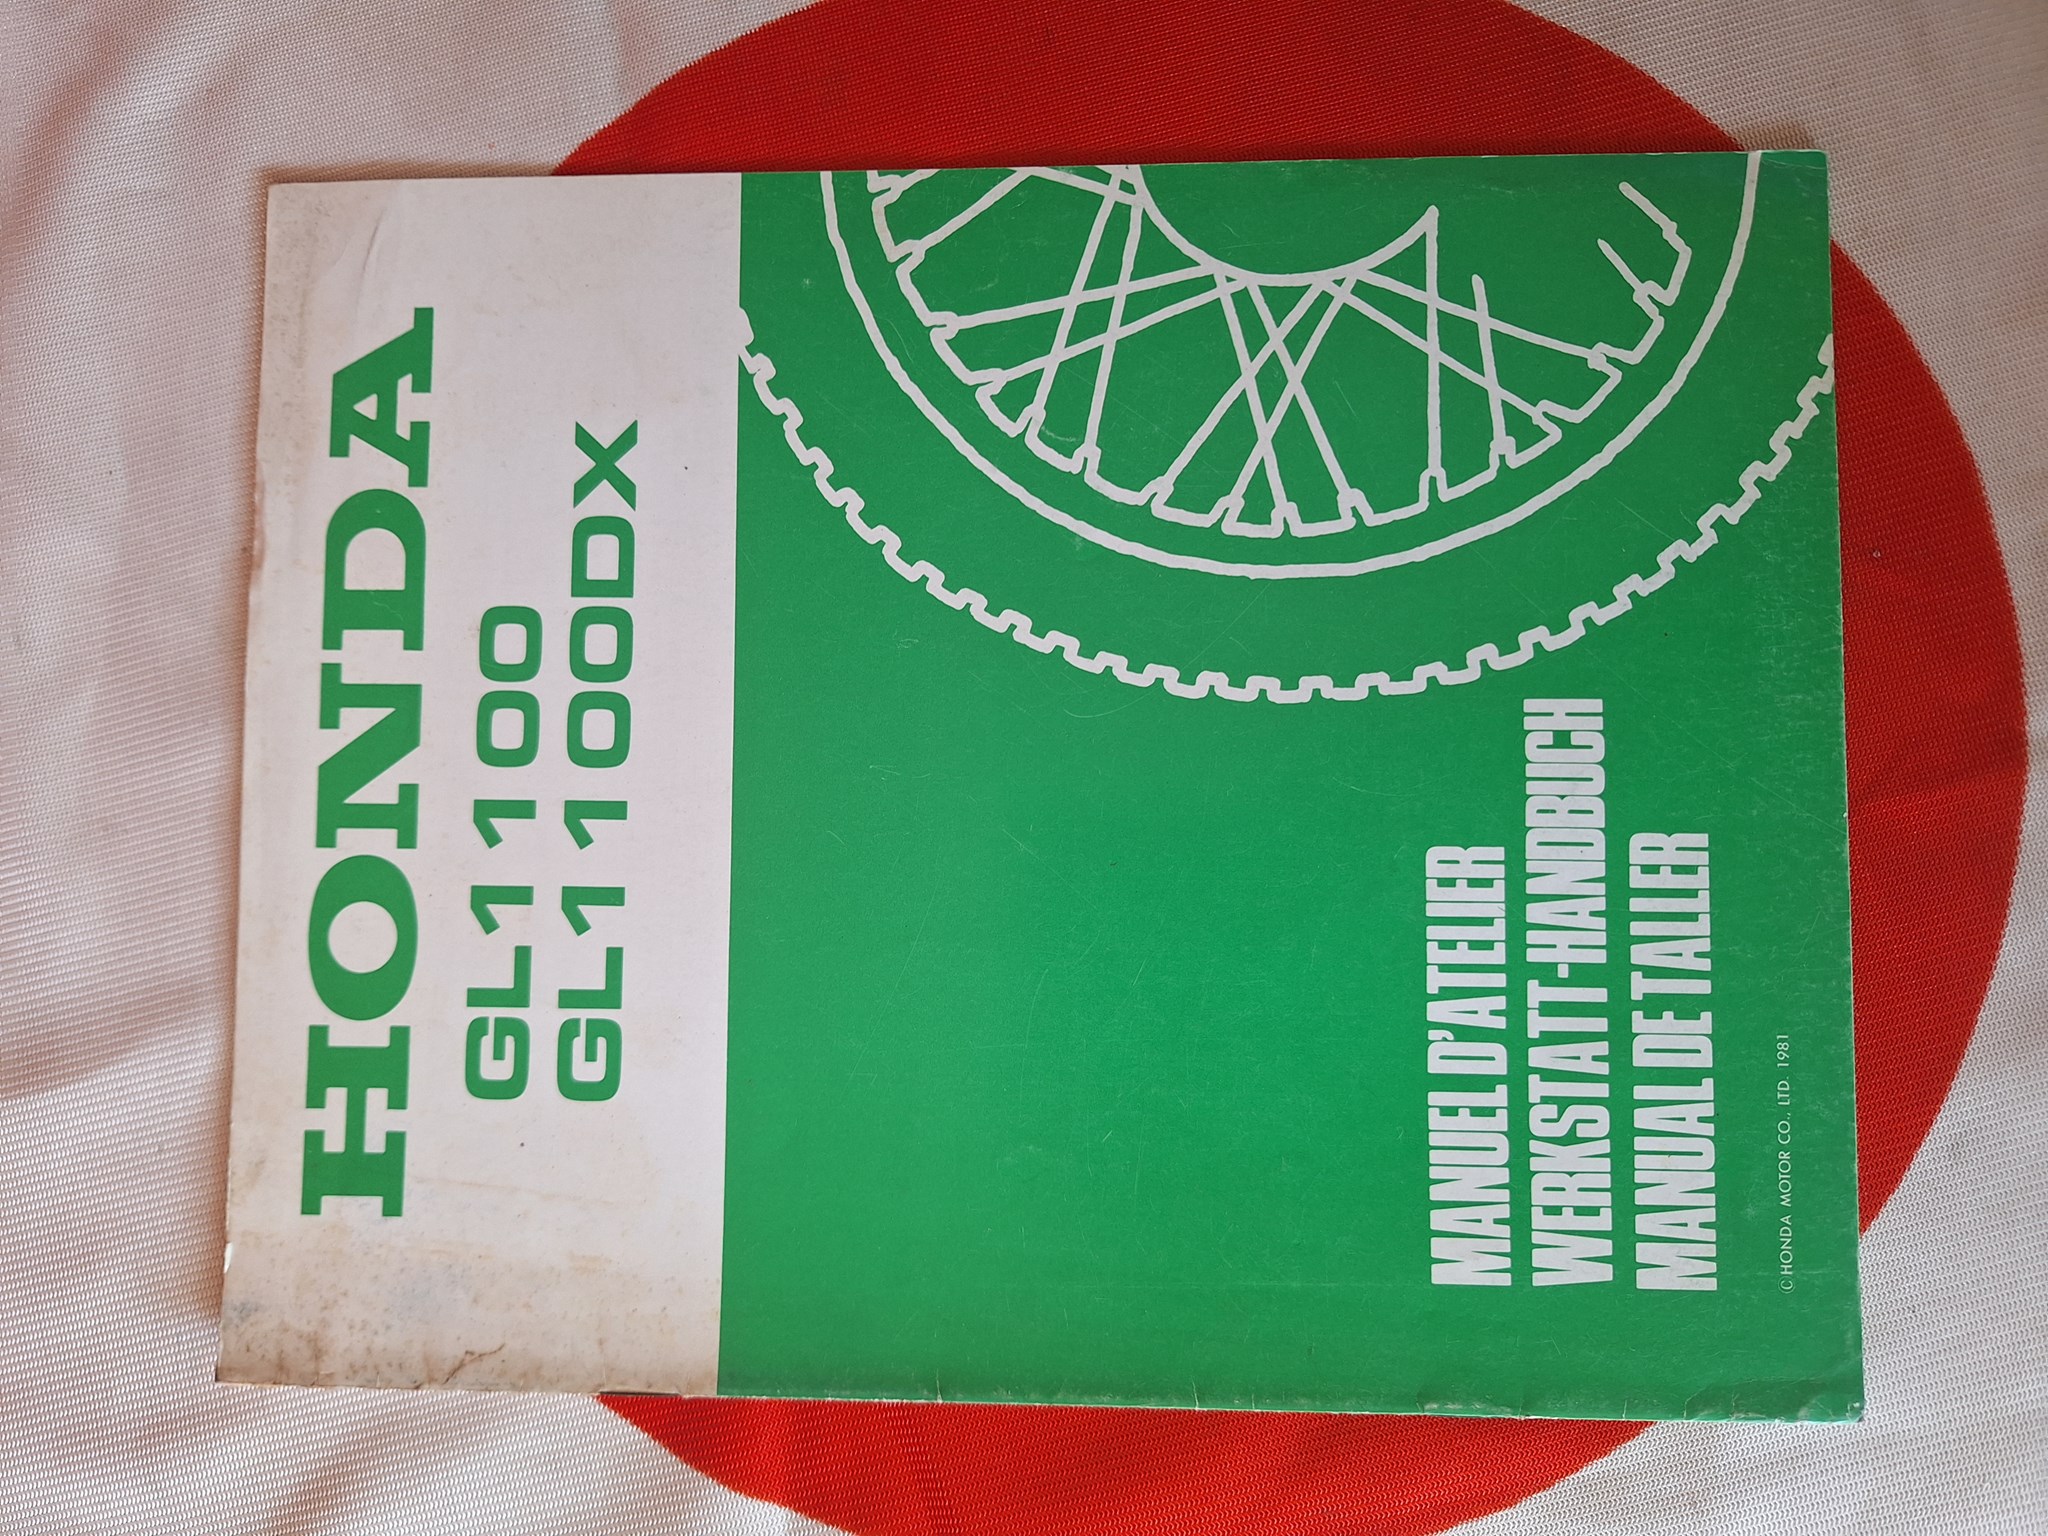 HONDA
GL1100
GL1100DX
MANUEL D'ATELIER
WERKSTATT-HANDBUCH
MANUAL DE TALLER
© HONDA MOTOR CO., LTD. 1981